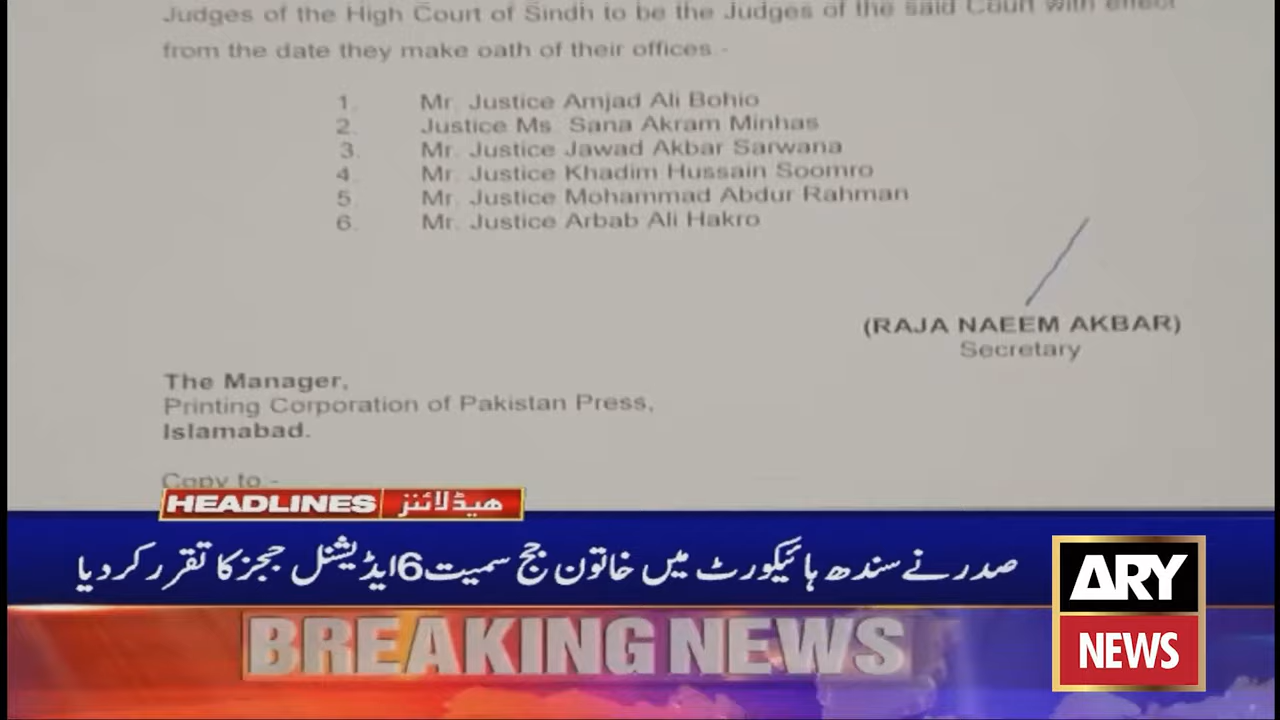 Judges of the High Court of Sindh to be the Judges of the said Court with effect
from the date they make oath of their offices -
1. Mr. Justice Amjad Ali Bohio
2. Justice Ms. Sana Akram Minhas
3. Mr. Justice Jawad Akbar Sarwana
4. Mr. Justice Khadim Hussain Soomro
5. Mr. Justice Mohammad Abdur Rahman
6. Mr. Justice Arbab Ali Hakro
(RAJA NAEEM AKBAR)
Secretary
The Manager,
Printing Corporation of Pakistan Press,
Islamabad.
Copy to -
HEADLINES ہیڈلائنز
صدر نے سندھ ہائیکورٹ میں خاتون جج سمیت 6 ایڈیشنل ججز کا تقرر کردیا
BREAKING NEWS
ARY
NEWS